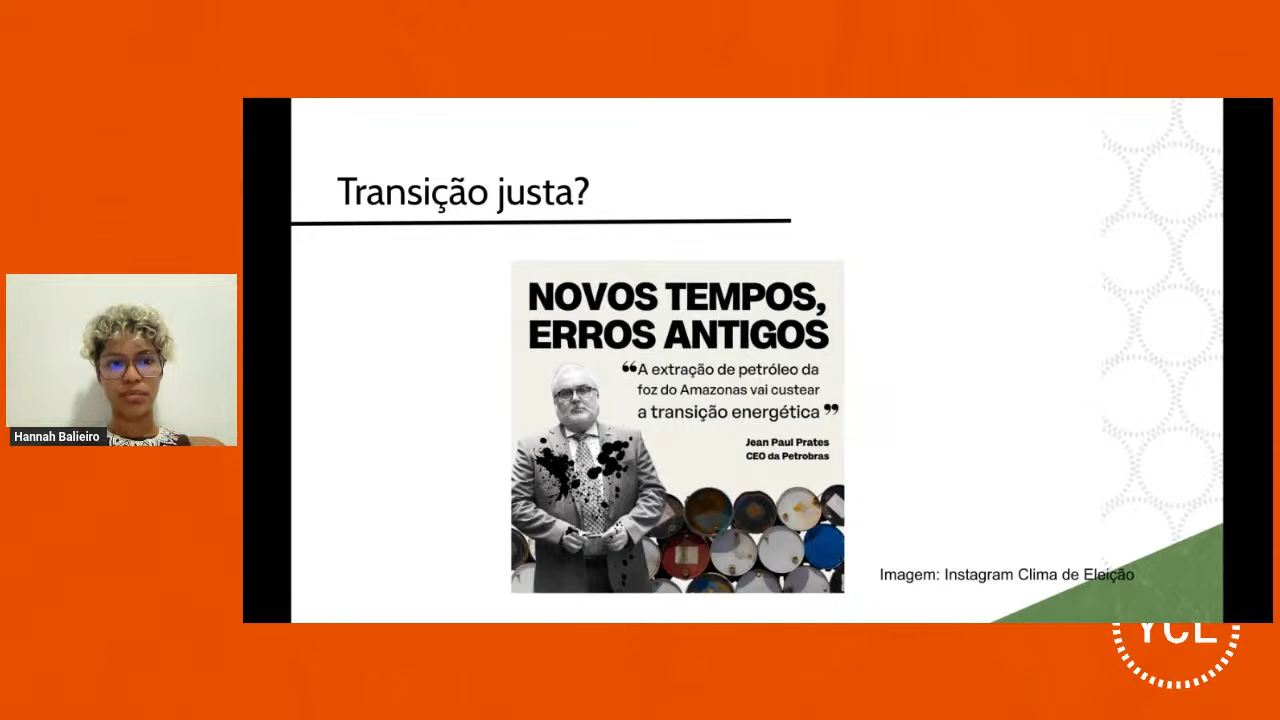 Transição justa?
NOVOS TEMPOS,
ERROS ANTIGOS
“A extração de petróleo da
foz do Amazonas vai custear
a transição energética”
Jean Paul Prates
CEO da Petrobras
Imagem: Instagram Clima de Eleição
Hannah Balieiro
YCL